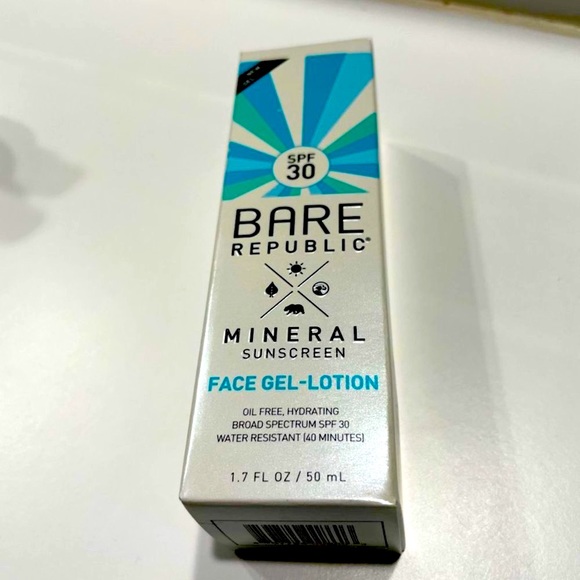 SPF
30
BARE
REPUBLIC®
MINERAL
SUNSCREEN
FACE GEL-LOTION
OIL FREE, HYDRATING
BROAD SPECTRUM SPF 30
WATER RESISTANT (40 MINUTES)
1.7 FL OZ / 50 mL